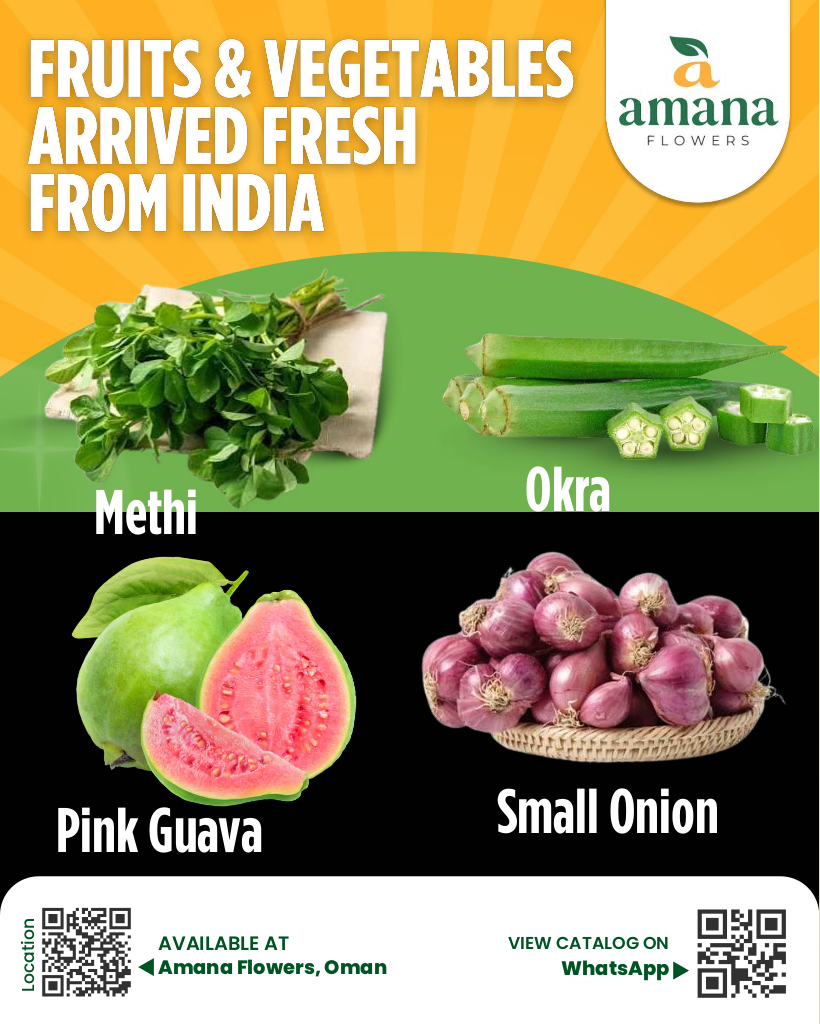 FRUITS & VEGETABLES
ARRIVED FRESH
FROM INDIA
a
amana
FLOWERS
Methi
Okra
Pink Guava
Small Onion
Location
AVAILABLE AT
Amana Flowers, Oman
VIEW CATALOG ON
WhatsApp